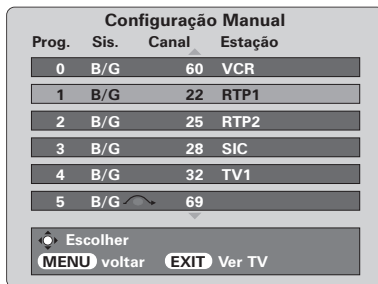 Configuração Manual
Prog. Sis. Canal Estação
0 B/G 60 VCR
1 B/G 22 RTP1
2 B/G 25 RTP2
3 B/G 28 SIC
4 B/G 32 TV1
5 B/G 69
Escolher
MENU voltar EXIT Ver TV